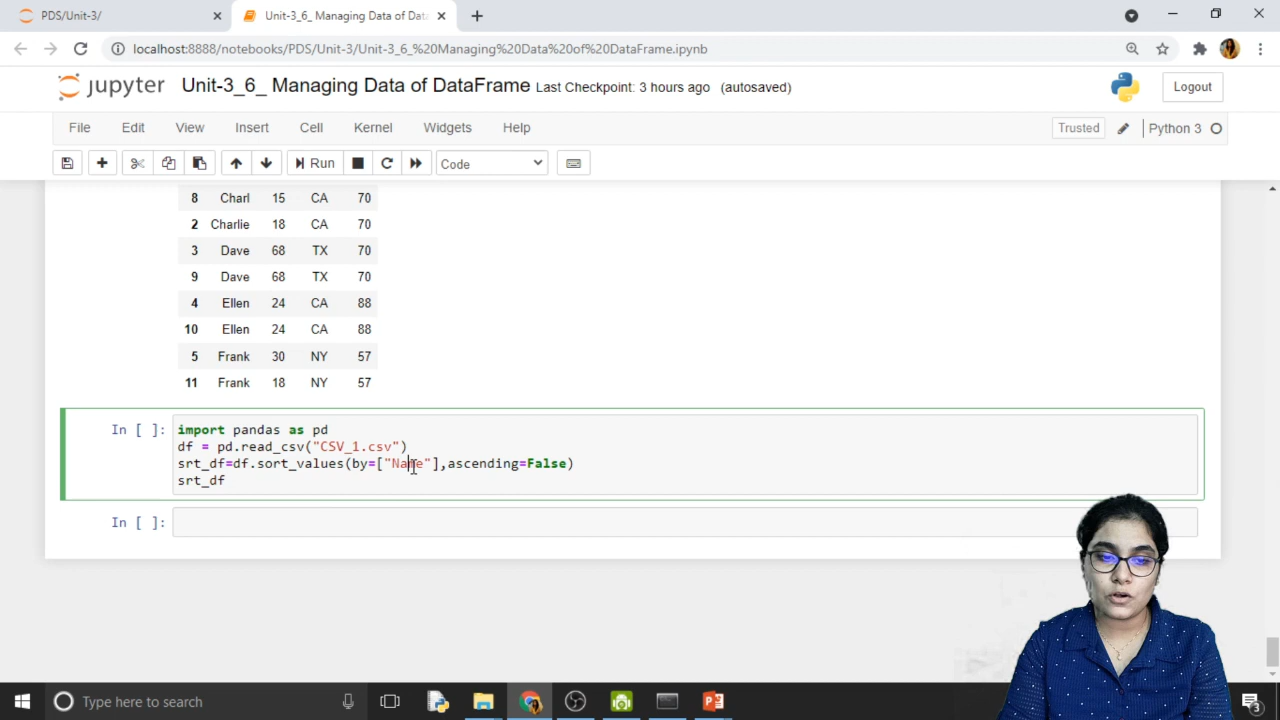 PDS/Unit-3/
Unit-3_6_ Managing Data of Data
localhost:8888/notebooks/PDS/Unit-3/Unit-3_6_%20Managing%20Data%20of%20DataFrame.ipynb
jupyter Unit-3_6_ Managing Data of DataFrame Last Checkpoint: 3 hours ago (autosaved)
Logout
File Edit View Insert Cell Kernel Widgets Help
Trusted Python 3
Run Code
8 Charl 15 CA 70
2 Charlie 18 CA 70
3 Dave 68 TX 70
9 Dave 68 TX 70
4 Ellen 24 CA 88
10 Ellen 24 CA 88
5 Frank 30 NY 57
11 Frank 18 NY 57
In [ ]: import pandas as pd
df = pd.read_csv("CSV_1.csv")
srt_df=df.sort_values(by=["Name"],ascending=False)
srt_df
In [ ]:
Type here to search
3